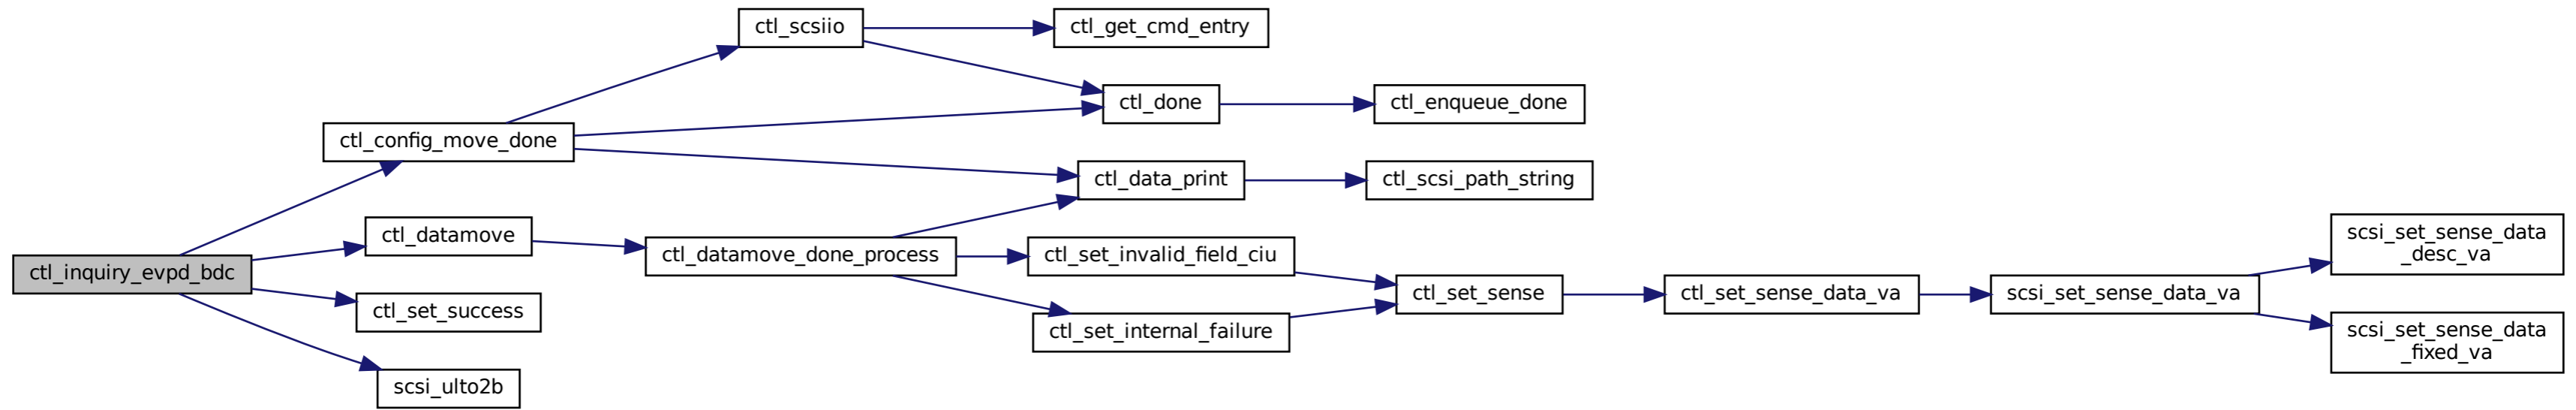 ctl_inquiry_evpd_bdc
ctl_config_move_done
ctl_datamove
ctl_set_success
scsi_ulto2b
ctl_scsiio
ctl_datamove_done_process
ctl_get_cmd_entry
ctl_done
ctl_data_print
ctl_set_invalid_field_ciu
ctl_set_internal_failure
ctl_enqueue_done
ctl_scsi_path_string
ctl_set_sense
ctl_set_sense_data_va
scsi_set_sense_data_va
scsi_set_sense_data
_desc_va
scsi_set_sense_data
_fixed_va